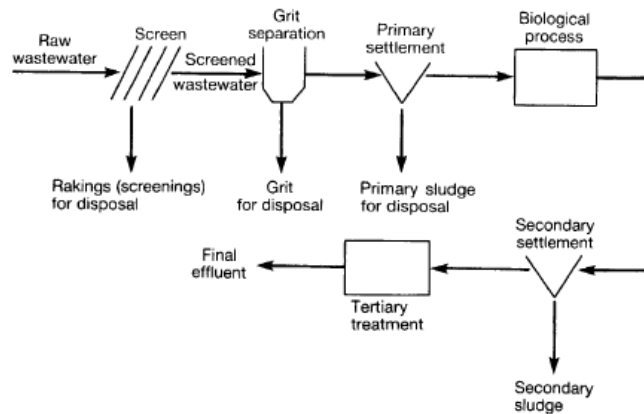 Raw
wastewater
Screen
Screened
wastewater
Grit
separation
Primary
settlement
Biological
process
Rakings (screenings)
for disposal
Grit
for disposal
Primary sludge
for disposal
Secondary
settlement
Final
effluent
Tertiary
treatment
Secondary
sludge